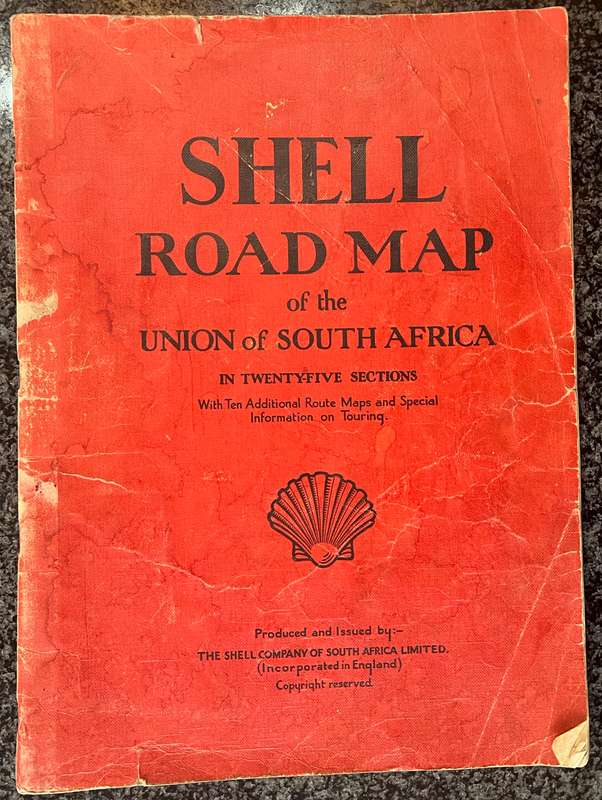 SHELL
ROAD MAP
of the
UNION of SOUTH AFRICA
IN TWENTY-FIVE SECTIONS
With Ten Additional Route Maps and Special
Information on Touring.
Produced and Issued by:-
THE SHELL COMPANY OF SOUTH AFRICA LIMITED.
(Incorporated in England)
Copyright reserved.